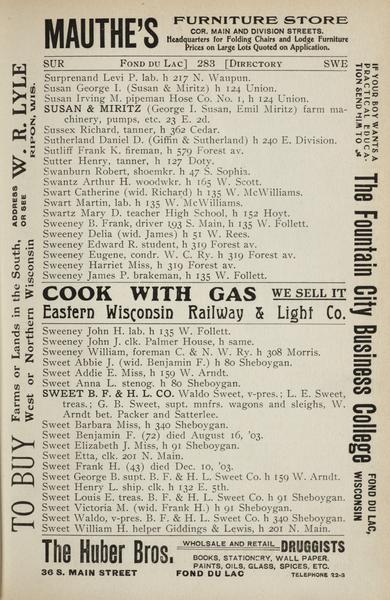 MAUTHE'S FURNITURE STORE
COR. MAIN AND DIVISION STREETS.
Headquarters for Folding Chairs and Lodge Furniture
Prices on Large Lots Quoted on Application.
SUR FOND DU LAC] 283 [DIRECTORY SWE
Surprenand Levi P. lab. h 217 N. Waupun.
Susan George I. (Susan & Miritz) h 124 Union.
Susan Irving M. pipeman Hose Co. No. 1, h 124 Union.
SUSAN & MIRITZ (George I. Susan, Emil Miritz) farm ma-
chinery, pumps, etc. 23 E. 2d.
Sussex Richard, tanner, h 362 Cedar.
Sutherland Daniel D. (Giffin & Sutherland) h 240 E. Division.
Sutliff Frank K. fireman, h 579 Forest av.
Sutter Henry, tanner, h 127 Doty.
Swanburn Robert, shoemkr. h 47 S. Sophia.
Swantz Arthur H. woodwkr. h 165 W. Scott.
Swart Catherine (wid. Richard) h 135 W. McWilliams.
Swart Martin, lab. h 135 W. McWilliams.
Swartz Mary D. teacher High School, h 152 Hoyt.
Sweeney B. Frank, driver 193 S. Main, h 135 W. Follett.
Sweeney Delia (wid. James) h 51 W. Rees.
Sweeney Edward R. student, h 319 Forest av.
Sweeney Eugene, condr. W. C. Ry. h 319 Forest av.
Sweeney Harriet Miss, h 319 Forest av.
Sweeney James P. brakeman, h 135 W. Follett.
COOK WITH GAS WE SELL IT
Eastern Wisconsin Railway & Light Co.
Sweeney John H. lab. h 135 W. Follett.
Sweeney John J. clk. Palmer House, h same.
Sweeney William, foreman C. & N. W. Ry. h 308 Morris.
Sweet Abbie J. (wid. Benjamin F.) h 80 Sheboygan.
Sweet Addie E. Miss, h 159 W. Arndt.
Sweet Anna L. stenog. h 80 Sheboygan.
SWEET B. F. & H. L. CO. Waldo Sweet, v-pres.; L. E. Sweet,
treas.; G. B. Sweet, supt. mnfrs. wagons and sleighs, W.
Arndt bet. Packer and Satterlee.
Sweet Barbara Miss, h 340 Sheboygan.
Sweet Benjamin F. (72) died August 16, '03.
Sweet Elizabeth J. Miss, h 91 Sheboygan.
Sweet Etta, clk. 201 N. Main.
Sweet Frank H. (43) died Dec. 10, '03.
Sweet George B. supt. B. F. & H. L. Sweet Co. h 159 W. Arndt.
Sweet Henry L. ship. clk. h 132 E. 5th.
Sweet Louis E. treas. B. F. & H. L. Sweet Co. h 91 Sheboygan.
Sweet Victoria M. (wid. Frank H.) h 91 Sheboygan.
Sweet Waldo, v-pres. B. F. & H. L. Sweet Co. h 340 Sheboygan.
Sweet William H. helper Giddings & Lewis, h 201 N. Main.
The Huber Bros. WHOLESALE AND RETAIL DRUGGISTS
BOOKS, STATIONERY, WALL PAPER.
PAINTS, OILS, GLASS, SPICES, ETC.
36 S. MAIN STREET FOND DU LAC TELEPHONE 22-3
TO BUY Farms or Lands in the South,
West or Northern Wisconsin
ADDRESS
OR SEE
W. R. LYLE
RIPON, WIS.
IF YOUR BOY WANTS A
PRACTICAL EDUCA-
TION SEND HIM TO
The Fountain City Business College
FOND DU LAC,
WISCONSIN